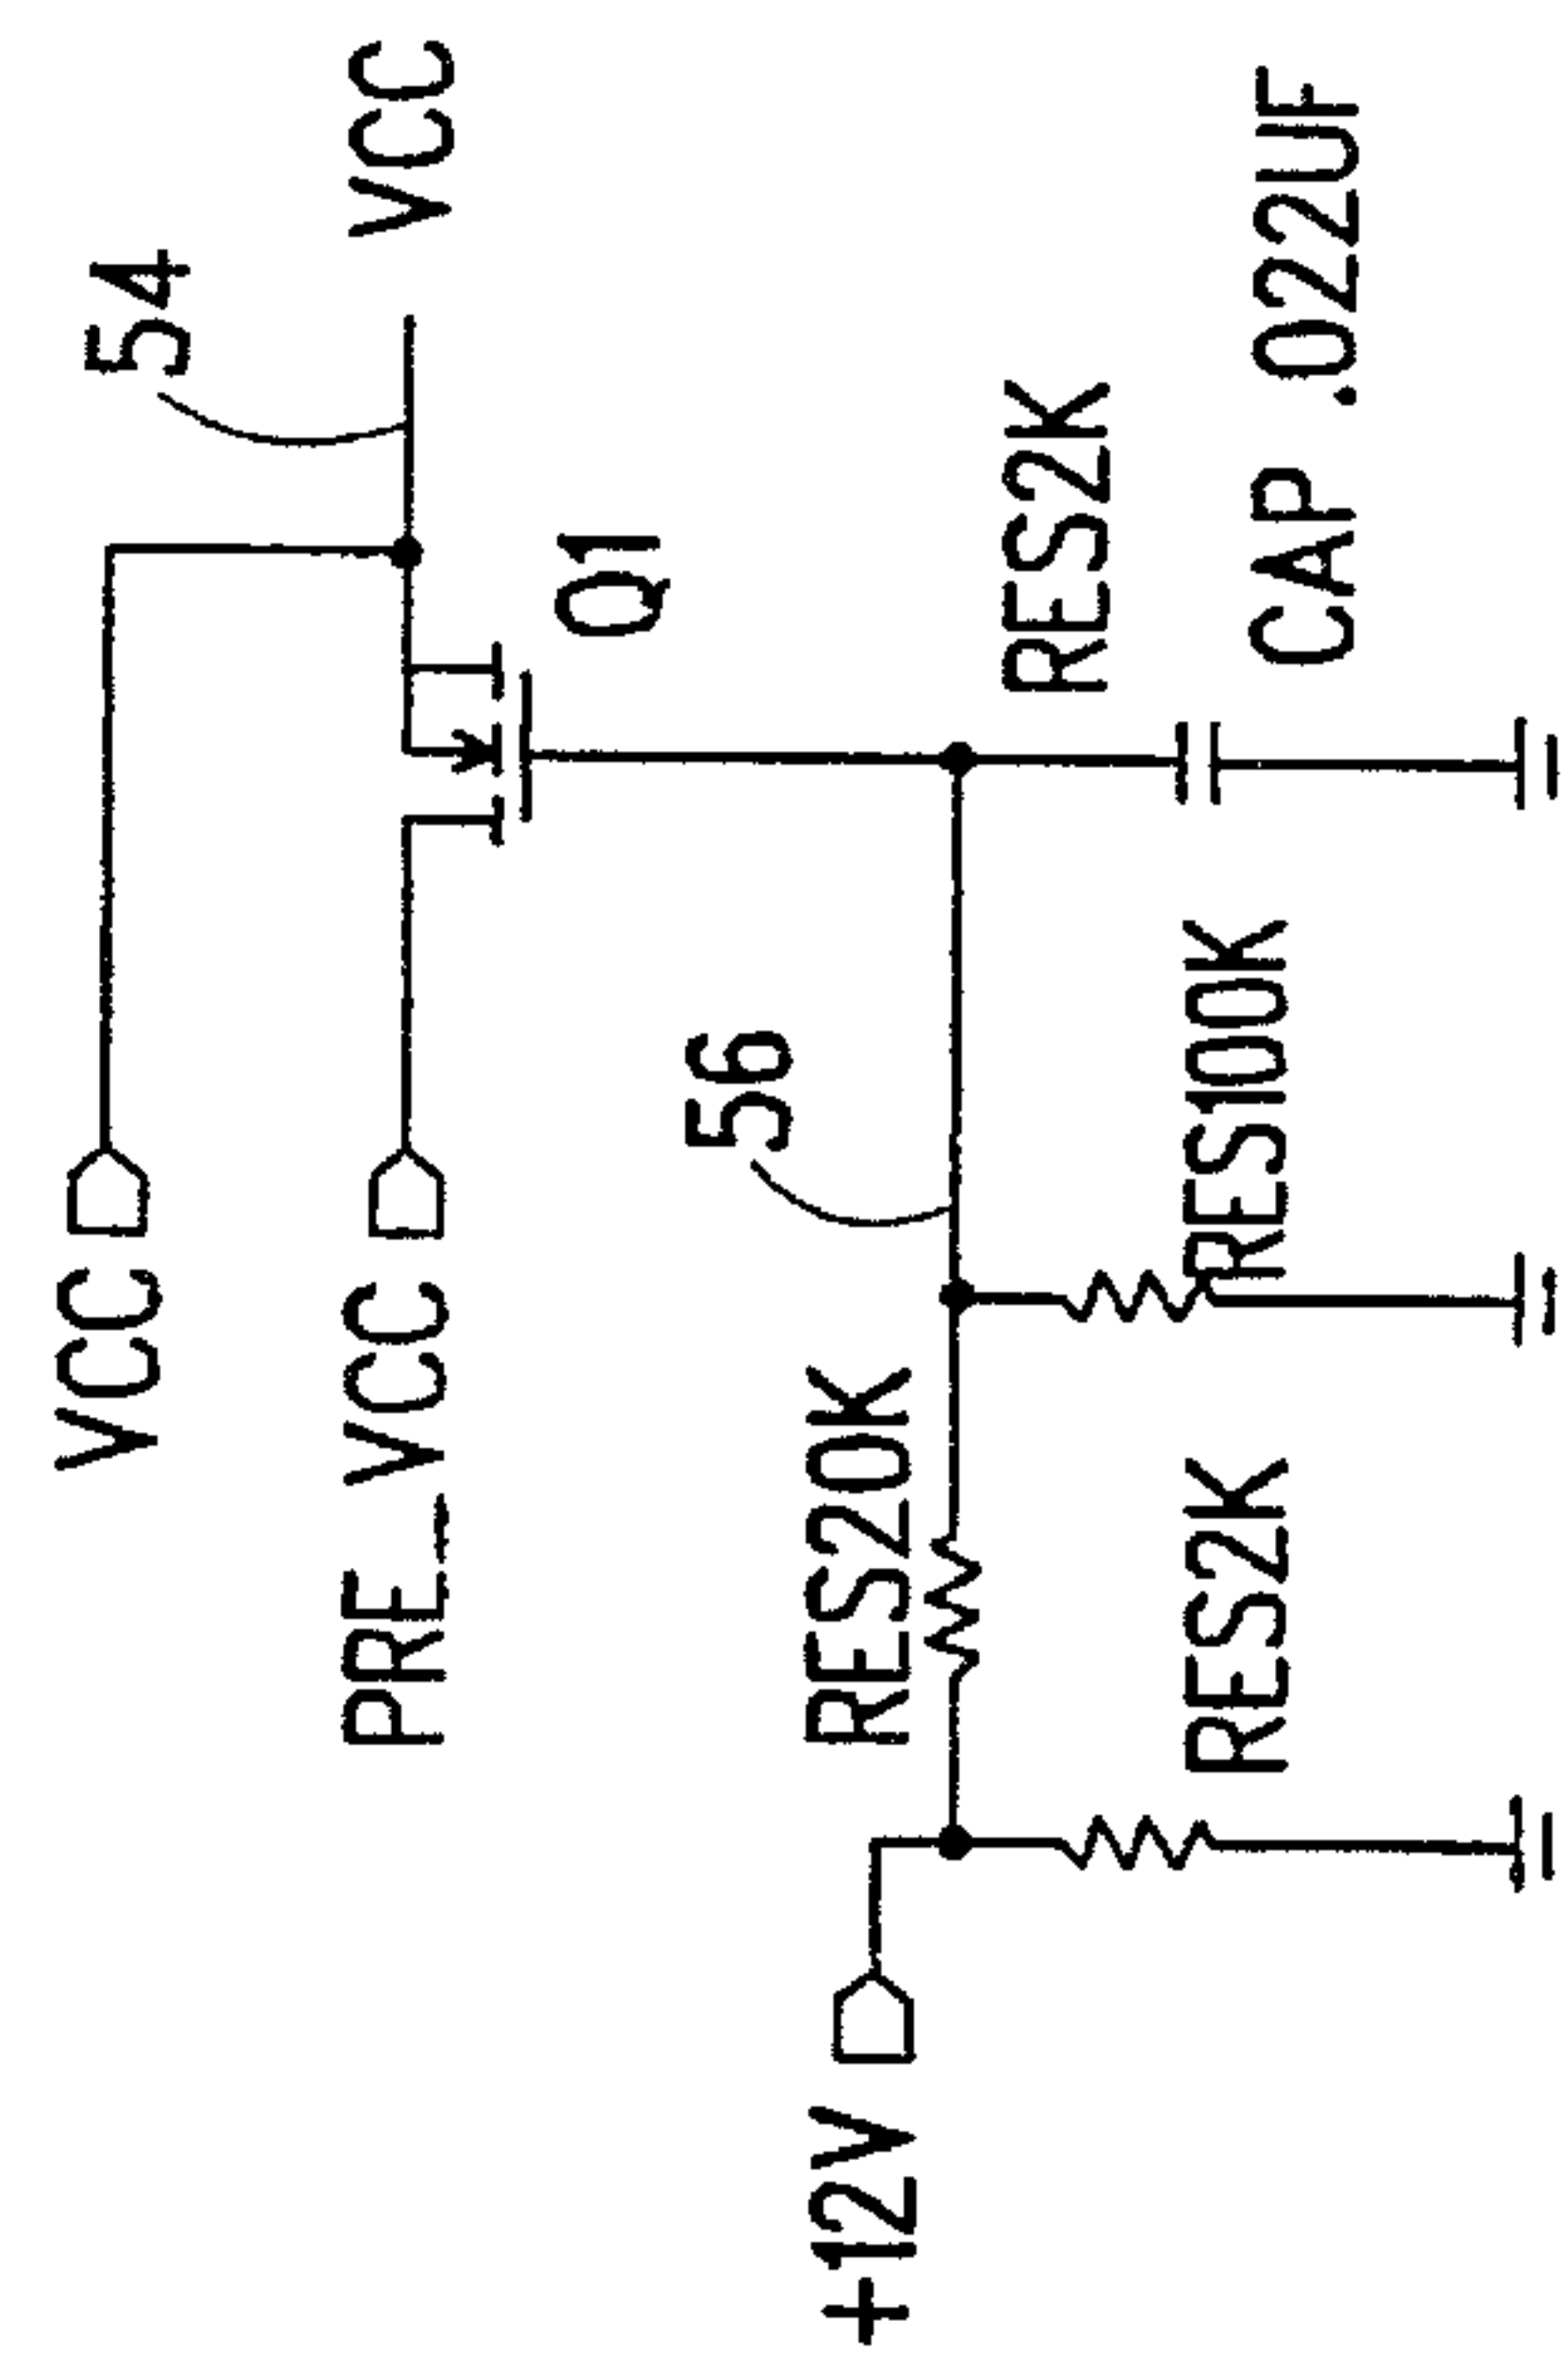 VCC
54
VCC
PRE_VCC
Q1
56
RES20K
RES2K
+12V
RES2K
RES100K
CAP .022UF